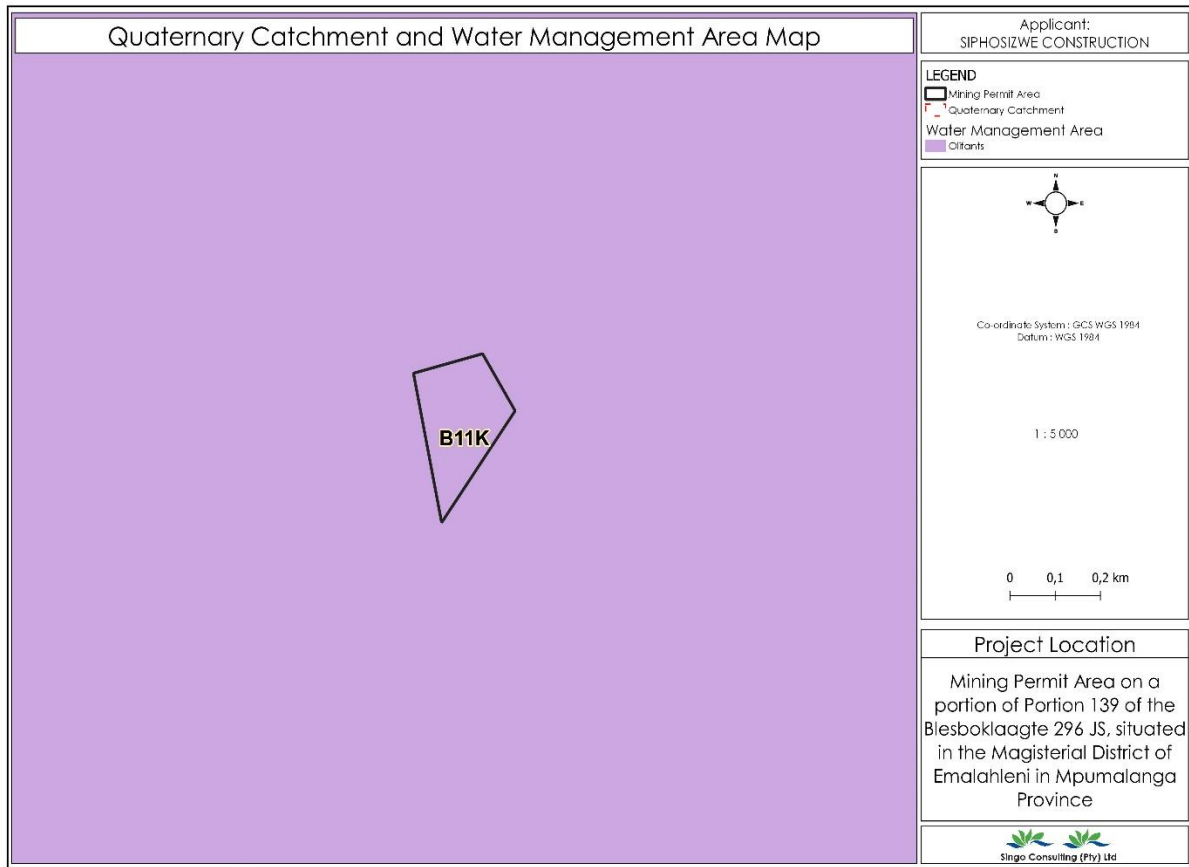 Quaternary Catchment and Water Management Area Map
B11K
Applicant:
SIPHOSIZWE CONSTRUCTION
LEGEND
Mining Permit Area
Quaternary Catchment
Water Management Area
Olifants
N
W
E
S
Co-ordinate System : GCS WGS 1984
Datum : WGS 1984
1 : 5 000
0 0,1 0,2 km
Project Location
Mining Permit Area on a
portion of Portion 139 of the
Blesboklaagte 296 JS, situated
in the Magisterial District of
Emalahleni in Mpumalanga
Province
Singo Consulting (Pty) Ltd